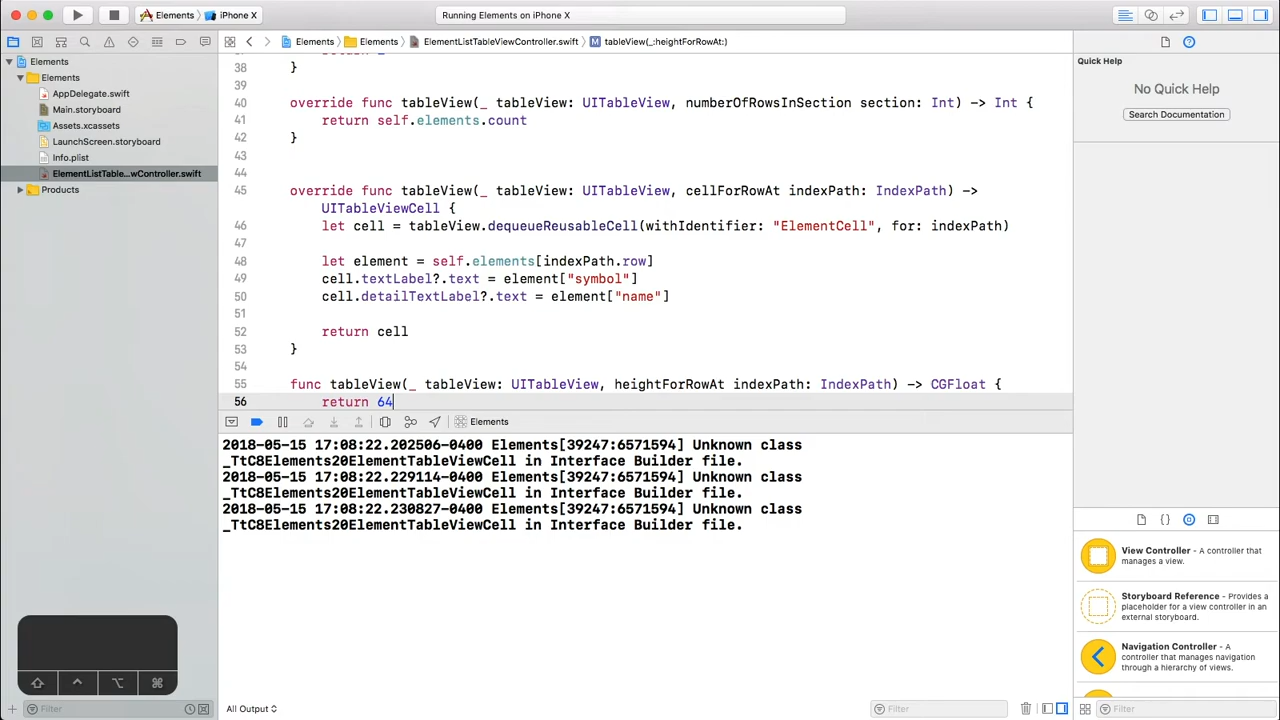 Elements
iPhone X
Running Elements on iPhone X
Elements
Elements
ElementListTableViewController.swift
M
tableView(_:heightForRowAt:)
Elements
Elements
AppDelegate.swift
Main.storyboard
Assets.xcassets
LaunchScreen.storyboard
Info.plist
ElementListTable...wController.swift
Products
38 }
39
40 override func tableView(_ tableView: UITableView, numberOfRowsInSection section: Int) -> Int {
41 return self.elements.count
42 }
43
44
45 override func tableView(_ tableView: UITableView, cellForRowAt indexPath: IndexPath) ->
UITableViewCell {
46 let cell = tableView.dequeueReusableCell(withIdentifier: "ElementCell", for: indexPath)
47
48 let element = self.elements[indexPath.row]
49 cell.textLabel?.text = element["symbol"]
50 cell.detailTextLabel?.text = element["name"]
51
52 return cell
53 }
54
55 func tableView(_ tableView: UITableView, heightForRowAt indexPath: IndexPath) -> CGFloat {
56 return 64
Elements
2018-05-15 17:08:22.202506-0400 Elements[39247:6571594] Unknown class
_TtC8Elements20ElementTableViewCell in Interface Builder file.
2018-05-15 17:08:22.229114-0400 Elements[39247:6571594] Unknown class
_TtC8Elements20ElementTableViewCell in Interface Builder file.
2018-05-15 17:08:22.230827-0400 Elements[39247:6571594] Unknown class
_TtC8Elements20ElementTableViewCell in Interface Builder file.
Quick Help
No Quick Help
Search Documentation
View Controller - A controller that
manages a view.
Storyboard Reference - Provides a
placeholder for a view controller in an
external storyboard.
Navigation Controller - A
controller that manages navigation
through a hierarchy of views.
Filter
All Output
Filter
Filter